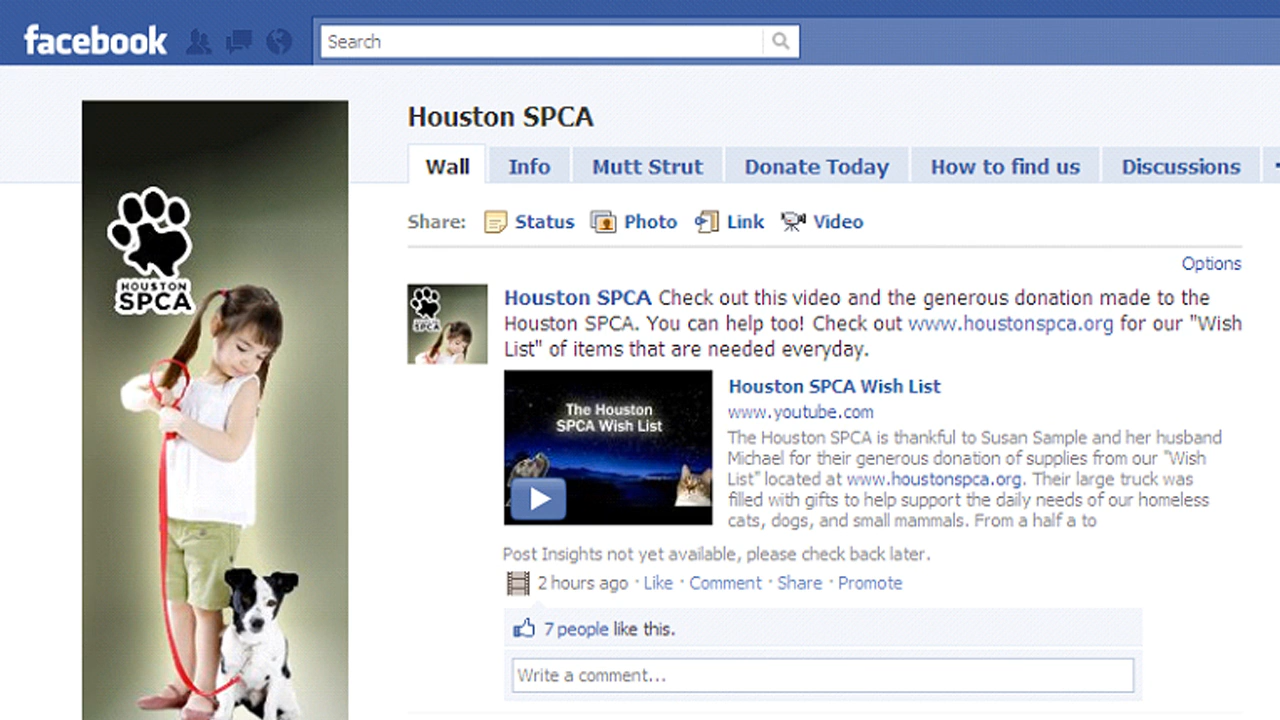 facebook
Search
HOUSTON
SPCA
Houston SPCA
Wall Info Mutt Strut Donate Today How to find us Discussions
Share: Status Photo Link Video
Options
Houston SPCA Check out this video and the generous donation made to the
Houston SPCA. You can help too! Check out www.houstonspca.org for our "Wish
List" of items that are needed everyday.
SPCA
The Houston
SPCA Wish List
Houston SPCA Wish List
www.youtube.com
The Houston SPCA is thankful to Susan Sample and her husband
Michael for their generous donation of supplies from our "Wish
List" located at www.houstonspca.org. Their large truck was
filled with gifts to help support the daily needs of our homeless
cats, dogs, and small mammals. From a half a to
Post Insights not yet available, please check back later.
2 hours ago · Like · Comment · Share · Promote
7 people like this.
Write a comment...